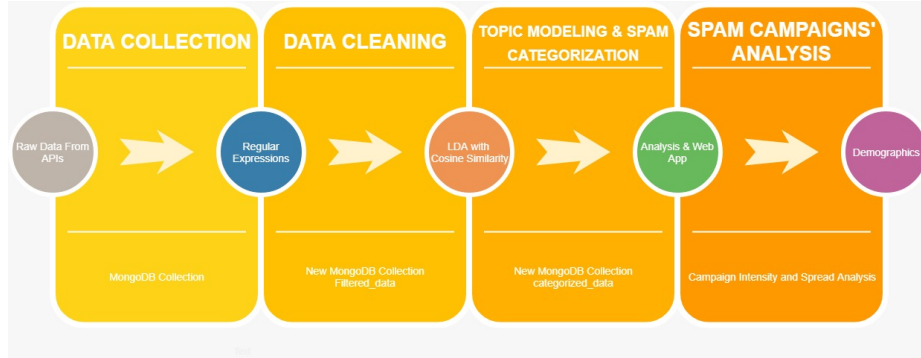 DATA COLLECTION
DATA CLEANING
TOPIC MODELING & SPAM
CATEGORIZATION
SPAM CAMPAIGNS'
ANALYSIS
Raw Data From
APIs
Regular
Expressions
LDA with
Cosine Similarity
Analysis & Web
App
Demographics
MongoDB Collection
New MongoDB Collection
Filtered_data
New MongoDB Collection
categorized_data
Campaign Intensity and Spread Analysis